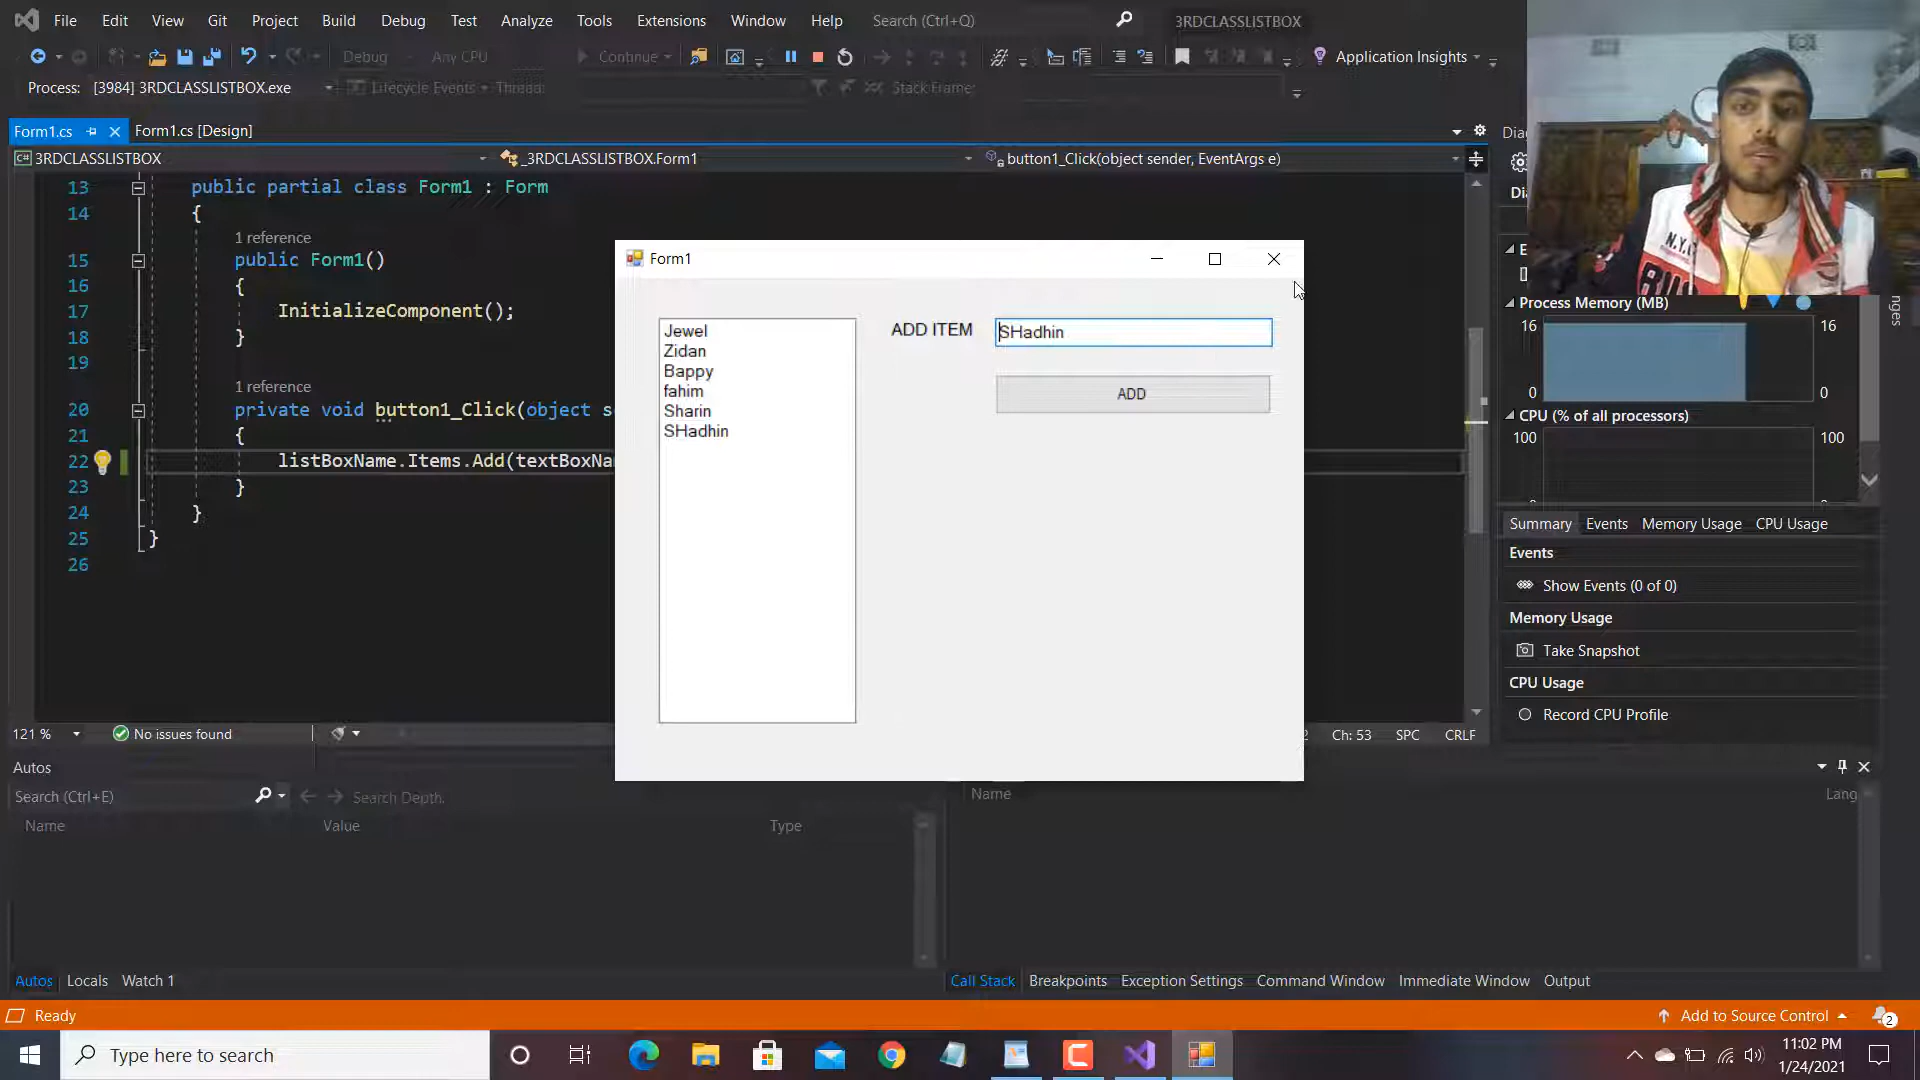 File Edit View Git Project Build Debug Test Analyze Tools Extensions Window Help Search (Ctrl+Q) 3RDCLASSLISTBOX
Debug Any CPU Continue Application Insights
Process: [3984] 3RDCLASSLISTBOX.exe Lifecycle Events Thread: Stack Frame:
Form1.cs Form1.cs [Design]
3RDCLASSLISTBOX _3RDCLASSLISTBOX.Form1 button1_Click(object sender, EventArgs e)
13 public partial class Form1 : Form
14 {
1 reference
15 public Form1()
16 {
17 InitializeComponent();
18 }
19
1 reference
20 private void button1_Click(object s
21 {
22 listBoxName.Items.Add(textBoxNa
23 }
24 }
25 }
26
121 % No issues found Ch: 53 SPC CRLF
Form1
Jewel
Zidan
Bappy
fahim
Sharin
SHadhin
ADD ITEM SHadhin
ADD
Process Memory (MB)
16 16
0 0
CPU (% of all processors)
100 100
Summary Events Memory Usage CPU Usage
Events
Show Events (0 of 0)
Memory Usage
Take Snapshot
CPU Usage
Record CPU Profile
Autos
Search (Ctrl+E) Search Depth:
Name Value Type
Name Lang
Autos Locals Watch 1
Call Stack Breakpoints Exception Settings Command Window Immediate Window Output
Ready Add to Source Control 2
Type here to search
11:02 PM
1/24/2021
N.Y.